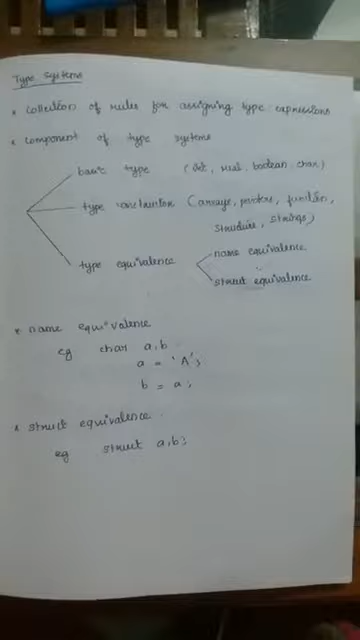 Type Systems
* collection of rules for assigning type expressions
* component of type systems
basic type (int, real, boolean, char)
type constructor (arrays, pointers, function,
structure, strings)
type equivalence
name equivalence
struct equivalence
* name equivalence
eg char a,b
a = 'A';
b = a;
* struct equivalence.
eg struct a,b;